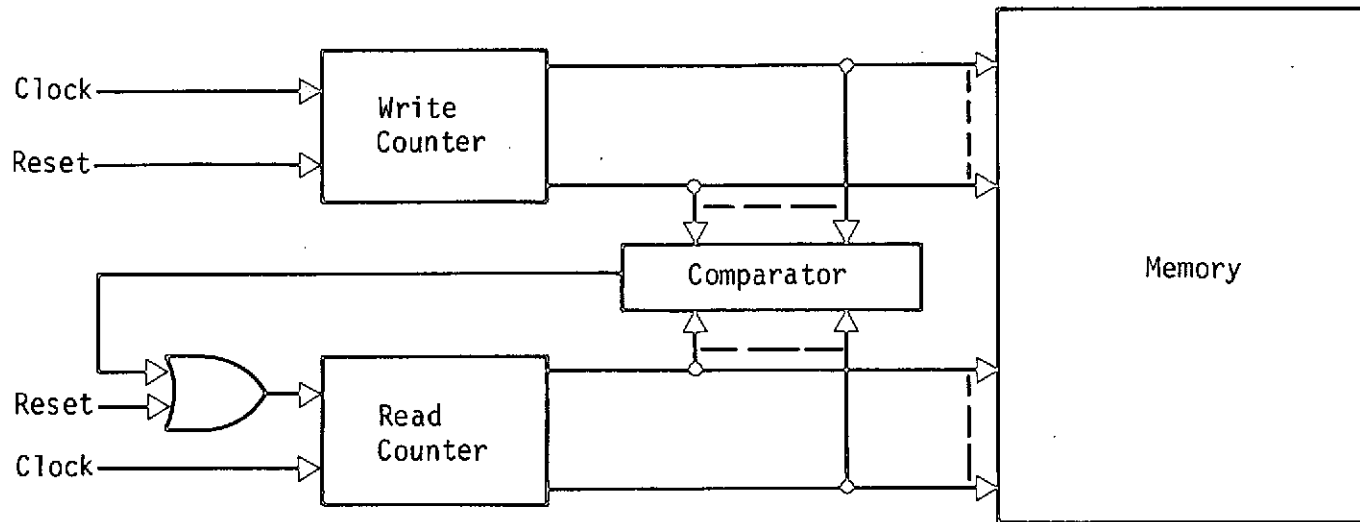 Clock
Reset
Write
Counter
Comparator
Memory
Reset
Clock
Read
Counter